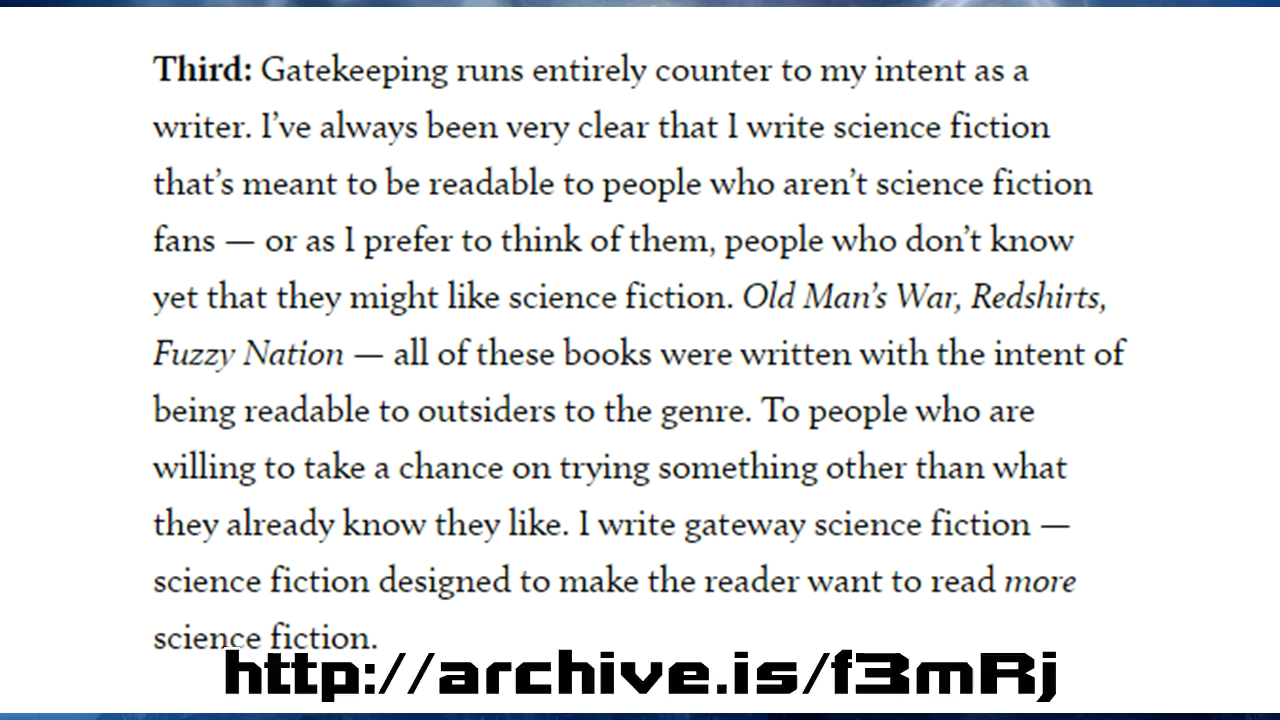 Third: Gatekeeping runs entirely counter to my intent as a
writer. I’ve always been very clear that I write science fiction
that’s meant to be readable to people who aren’t science fiction
fans — or as I prefer to think of them, people who don’t know
yet that they might like science fiction. Old Man’s War, Redshirts,
Fuzzy Nation — all of these books were written with the intent of
being readable to outsiders to the genre. To people who are
willing to take a chance on trying something other than what
they already know they like. I write gateway science fiction —
science fiction designed to make the reader want to read more
science fiction.
http://archive.is/f3mRj